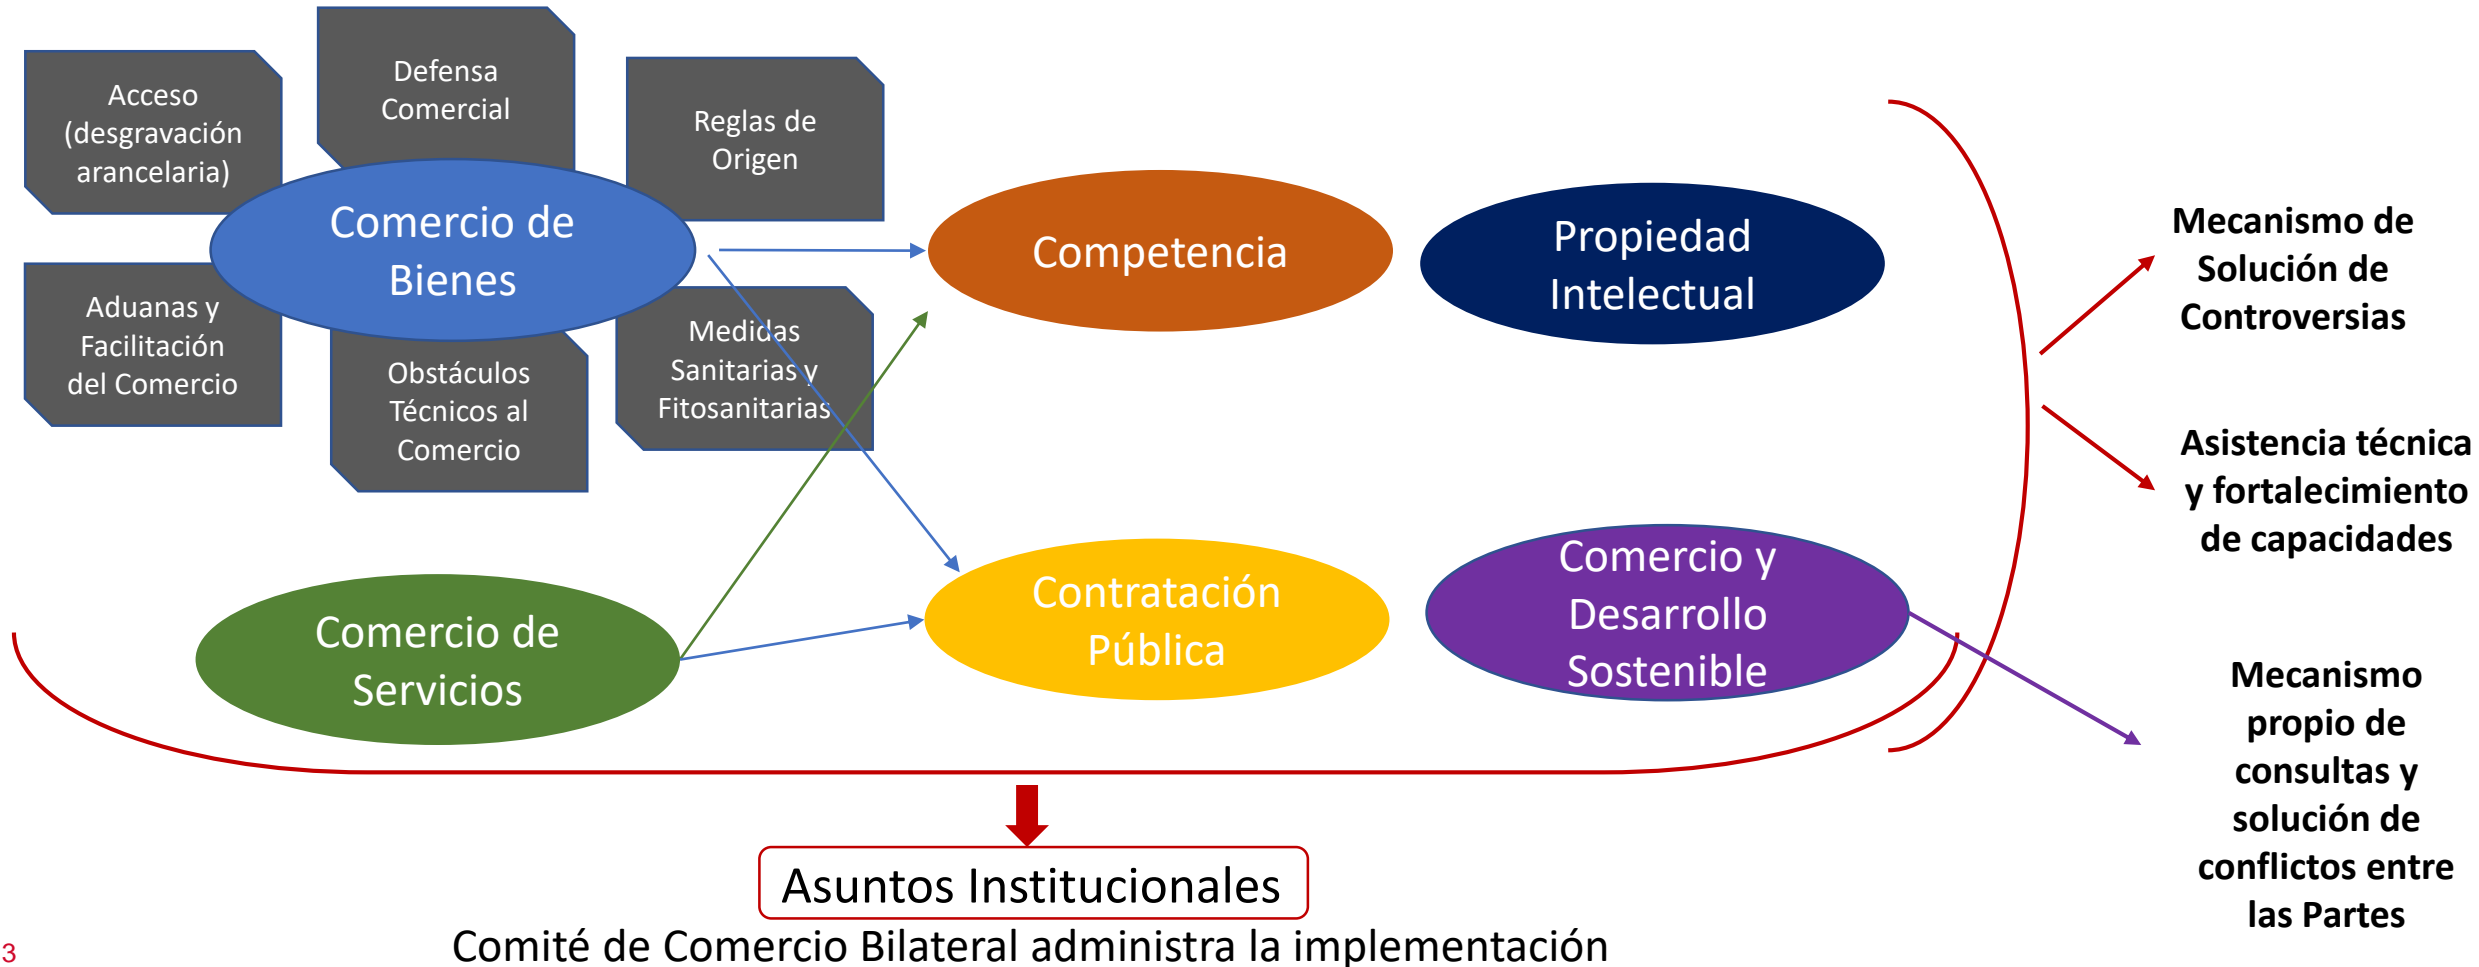 Acceso
(desgravación
arancelaria)
Defensa
Comercial
Reglas de
Origen
Comercio de
Bienes
Aduanas y
Facilitación
del Comercio
Obstáculos
Técnicos al
Comercio
Medidas
Sanitarias y
Fitosanitarias
Competencia
Propiedad
Intelectual
Comercio de
Servicios
Contratación
Pública
Comercio y
Desarrollo
Sostenible
Mecanismo de
Solución de
Controversias
Asistencia técnica
y fortalecimiento
de capacidades
Mecanismo
propio de
consultas y
solución de
conflictos entre
las Partes
Asuntos Institucionales
Comité de Comercio Bilateral administra la implementación
3